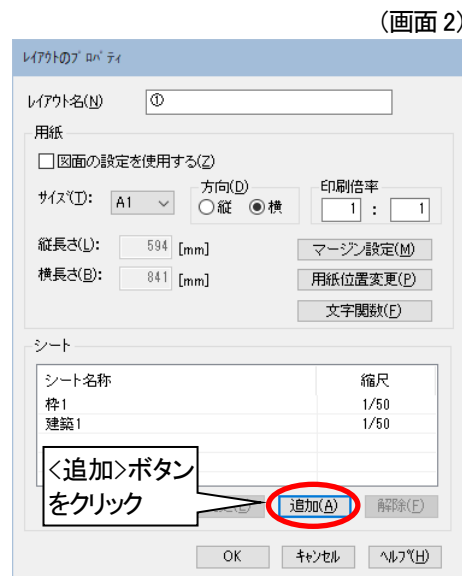 (画面 2)
ﾚｲｱｳﾄのﾌﾟﾛﾊﾟﾃｨ
ﾚｲｱｳﾄ名(N) ①
用紙
図面の設定を使用する(Z)
ｻｲｽﾞ(T): A1 方向(D) 縦 横 印刷倍率 1 : 1
縦長さ(L): 594 [mm] マージン設定(M)
横長さ(B): 841 [mm] 用紙位置変更(P)
文字関数(F)
シート
シート名称 縮尺
枠1 1/50
建築1 1/50
<追加>ボタン
をクリック
追加(A) 解除(F)
OK ｷｬﾝｾﾙ ﾍﾙﾌﾟ(H)